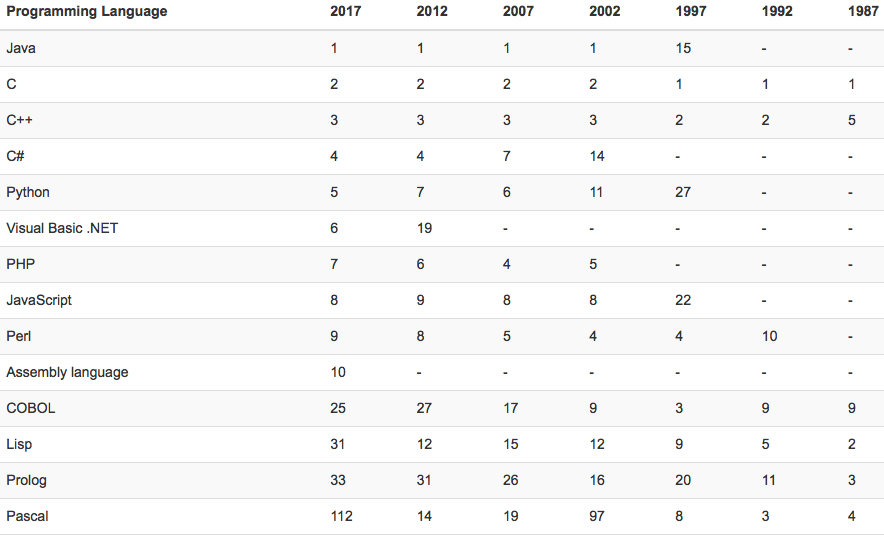 Programming Language 2017 2012 2007 2002 1997 1992 1987
Java 1 1 1 1 15 - -
C 2 2 2 2 1 1 1
C++ 3 3 3 3 2 2 5
C# 4 4 7 14 - - -
Python 5 7 6 11 27 - -
Visual Basic .NET 6 19 - - - - -
PHP 7 6 4 5 - - -
JavaScript 8 9 8 8 22 - -
Perl 9 8 5 4 4 10 -
Assembly language 10 - - - - - -
COBOL 25 27 17 9 3 9 9
Lisp 31 12 15 12 9 5 2
Prolog 33 31 26 16 20 11 3
Pascal 112 14 19 97 8 3 4